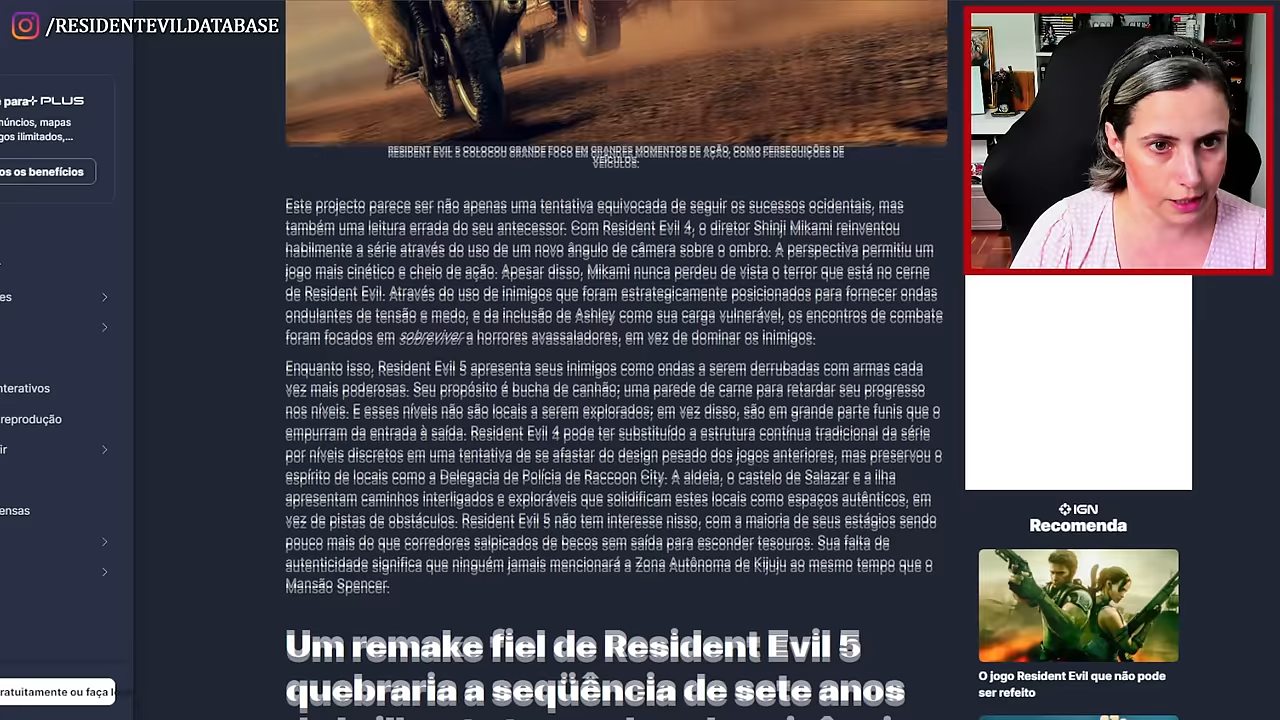 /RESIDENTEVILDATABASE
e para PLUS
núncios, mapas
gos ilimitados,...
os os benefícios
es
nterativos
reprodução
ir
ensas
ratuitamente ou faça l
RESIDENT EVIL 5 COLOCOU GRANDE FOCO EM GRANDES MOMENTOS DE AÇÃO, COMO PERSEGUIÇÕES DE
VEÍCULOS.
Este projecto parece ser não apenas uma tentativa equivocada de seguir os sucessos ocidentais, mas
também uma leitura errada do seu antecessor. Com Resident Evil 4, o diretor Shinji Mikami reinventou
habilmente a série através do uso de um novo ângulo de câmera sobre o ombro. A perspectiva permitiu um
jogo mais cinético e cheio de ação. Apesar disso, Mikami nunca perdeu de vista o terror que está no cerne
de Resident Evil. Através do uso de inimigos que foram estrategicamente posicionados para fornecer ondas
ondulantes de tensão e medo, e da inclusão de Ashley como sua carga vulnerável, os encontros de combate
foram focados em sobreviver a horrores avassaladores, em vez de dominar os inimigos.
Enquanto isso, Resident Evil 5 apresenta seus inimigos como ondas a serem derrubadas com armas cada
vez mais poderosas. Seu propósito é bucha de canhão; uma parede de carne para retardar seu progresso
nos níveis. E esses níveis não são locais a serem explorados; em vez disso, são em grande parte funis que o
empurram da entrada à saída. Resident Evil 4 pode ter substituído a estrutura contínua tradicional da série
por níveis discretos em uma tentativa de se afastar do design pesado dos jogos anteriores, mas preservou o
espírito de locais como a Delegacia de Polícia de Raccoon City. A aldeia, o castelo de Salazar e a ilha
apresentam caminhos interligados e exploráveis que solidificam estes locais como espaços autênticos, em
vez de pistas de obstáculos. Resident Evil 5 não tem interesse nisso, com a maioria de seus estágios sendo
pouco mais do que corredores salpicados de becos sem saída para esconder tesouros. Sua falta de
autenticidade significa que ninguém jamais mencionará a Zona Autônoma de Kijuju ao mesmo tempo que o
Mansão Spencer.
Um remake fiel de Resident Evil 5
quebraria a seqüência de sete anos
IGN
Recomenda
O jogo Resident Evil que não pode
ser refeito